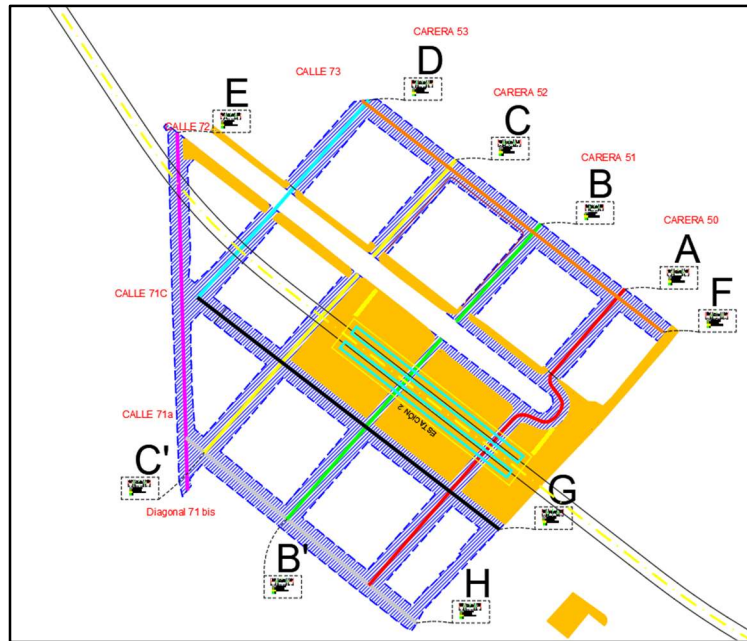 CARERA 53
D
CALLE 73
CARERA 52
E
C
CALLE 72
CARERA 51
B
CARERA 50
A
CALLE 71C
F
ESTACIÓN 2
CALLE 71a
C'
G
Diagonal 71 bis
B'
H